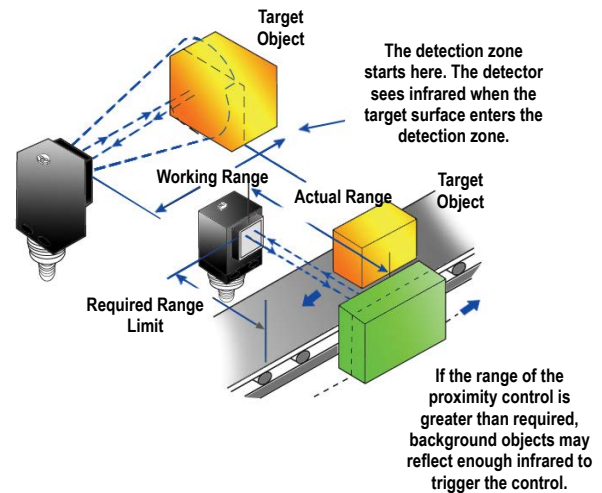 Target
Object
The detection zone
starts here. The detector
sees infrared when the
target surface enters the
detection zone.
Working Range
Actual Range
Target
Object
Required Range
Limit
If the range of the
proximity control is
greater than required,
background objects may
reflect enough infrared to
trigger the control.